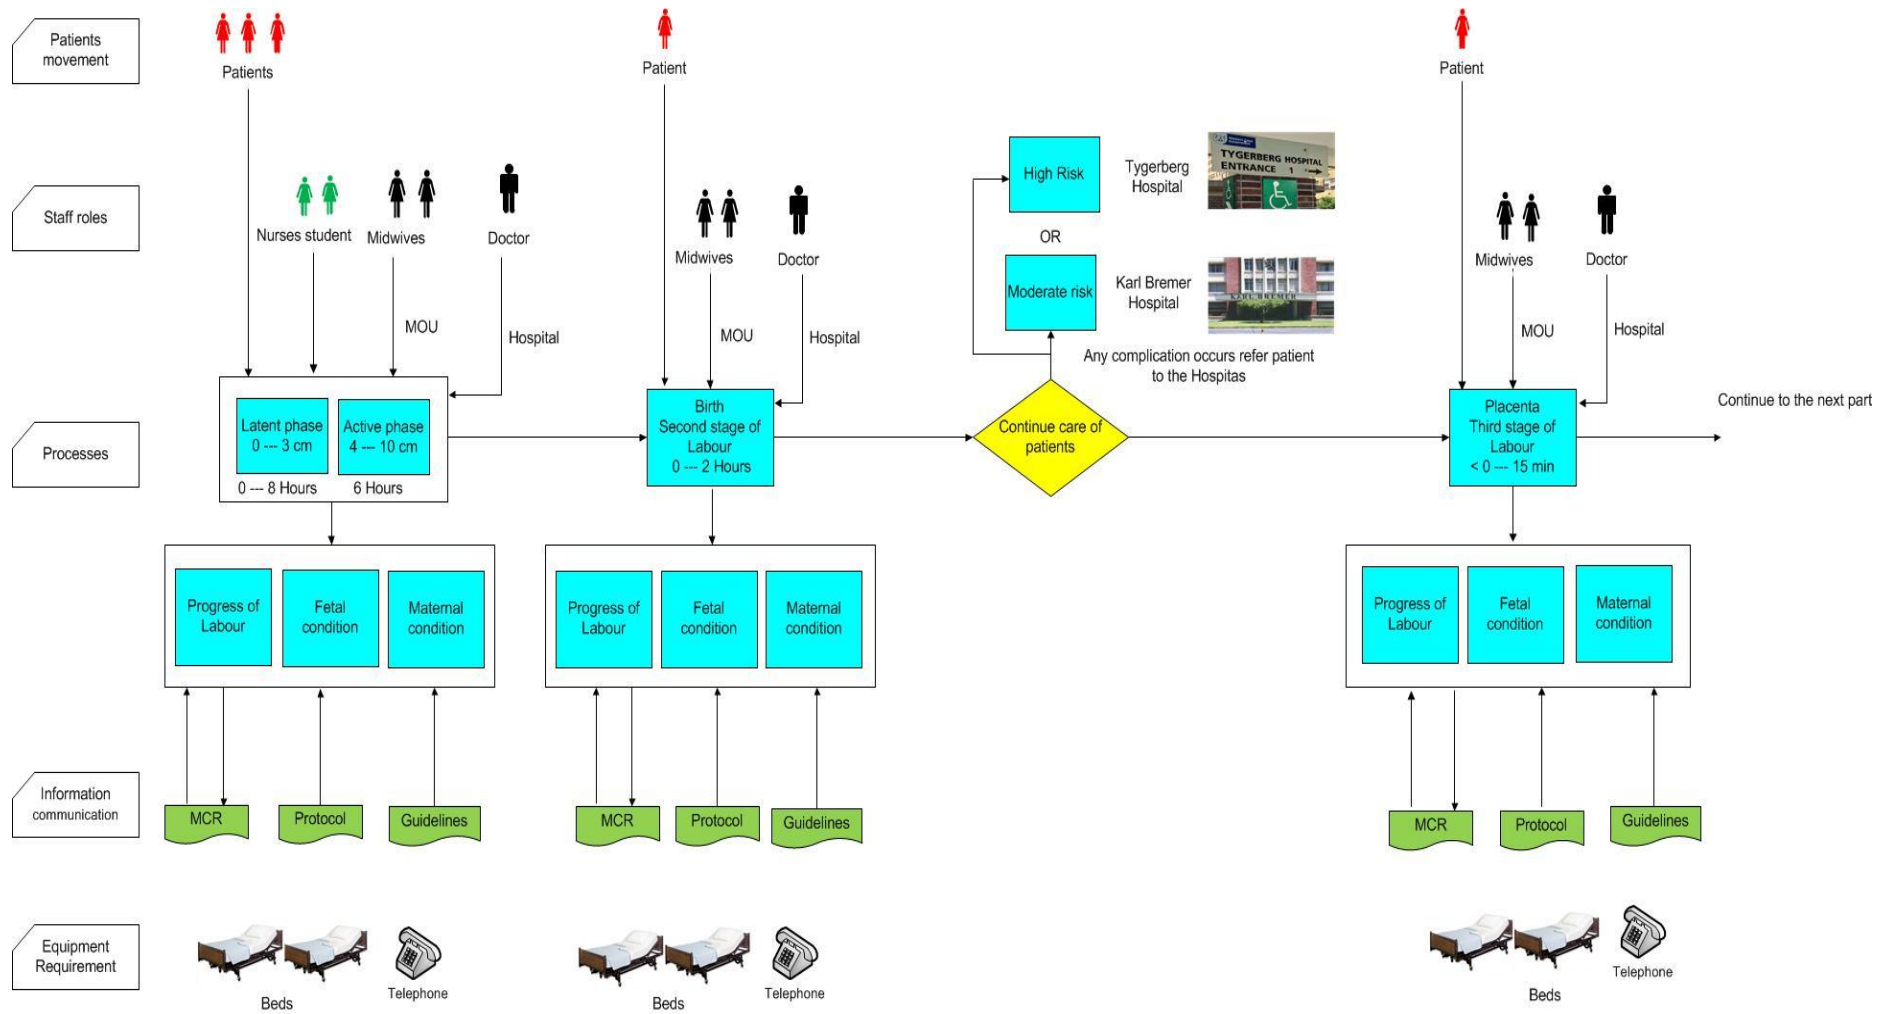 Patients
movement
Patients
Patient
Patient
Staff roles
Nurses student
Midwives
Doctor
MOU
Hospital
Midwives
Doctor
MOU
Hospital
High Risk
Tygerberg
Hospital
TYGERBERG HOSPITAL
ENTRANCE 1
OR
Moderate risk
Karl Bremer
Hospital
KARL BREMER
Any complication occurs refer patient
to the Hospitas
Midwives
Doctor
MOU
Hospital
Processes
Latent phase
0 --- 3 cm
Active phase
4 --- 10 cm
0 --- 8 Hours
6 Hours
Birth
Second stage of
Labour
0 --- 2 Hours
Continue care of
patients
Placenta
Third stage of
Labour
< 0 --- 15 min
Continue to the next part
Progress of
Labour
Fetal
condition
Maternal
condition
Progress of
Labour
Fetal
condition
Maternal
condition
Progress of
Labour
Fetal
condition
Maternal
condition
Information
communication
MCR
Protocol
Guidelines
MCR
Protocol
Guidelines
MCR
Protocol
Guidelines
Equipment
Requirement
Beds
Telephone
Beds
Telephone
Beds
Telephone